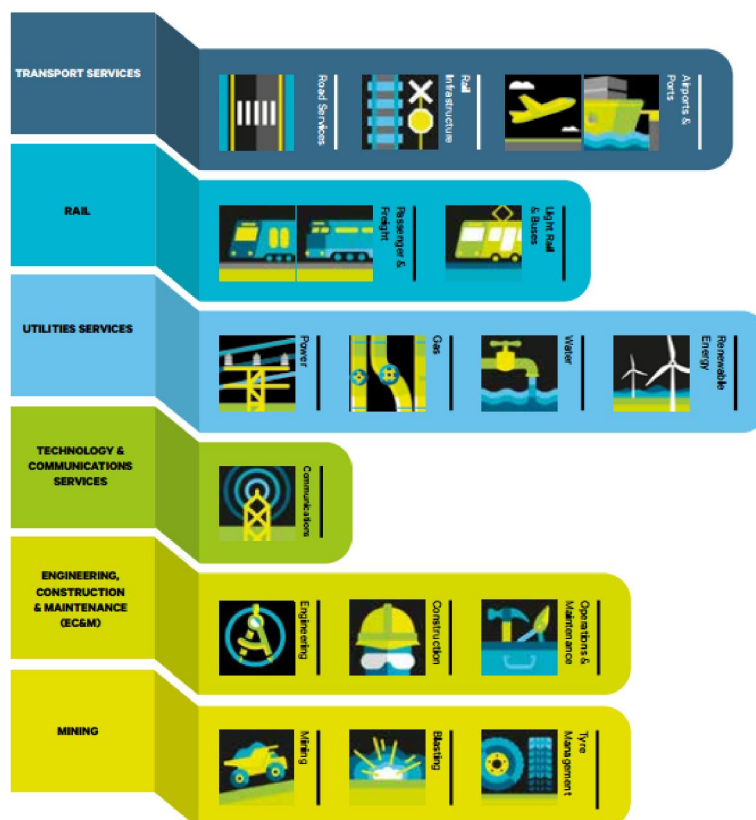 TRANSPORT SERVICES
Road Services
Rail
Infrastructure
Airports &
Ports
RAIL
Passenger &
Freight
Light Rail
& Buses
UTILITIES SERVICES
Power
Gas
Water
Renewable
Energy
TECHNOLOGY &
COMMUNICATIONS
SERVICES
Communications
ENGINEERING,
CONSTRUCTION
& MAINTENANCE
(EC&M)
Engineering
Construction
Operations &
Maintenance
MINING
Mining
Blasting
Tyre
Management